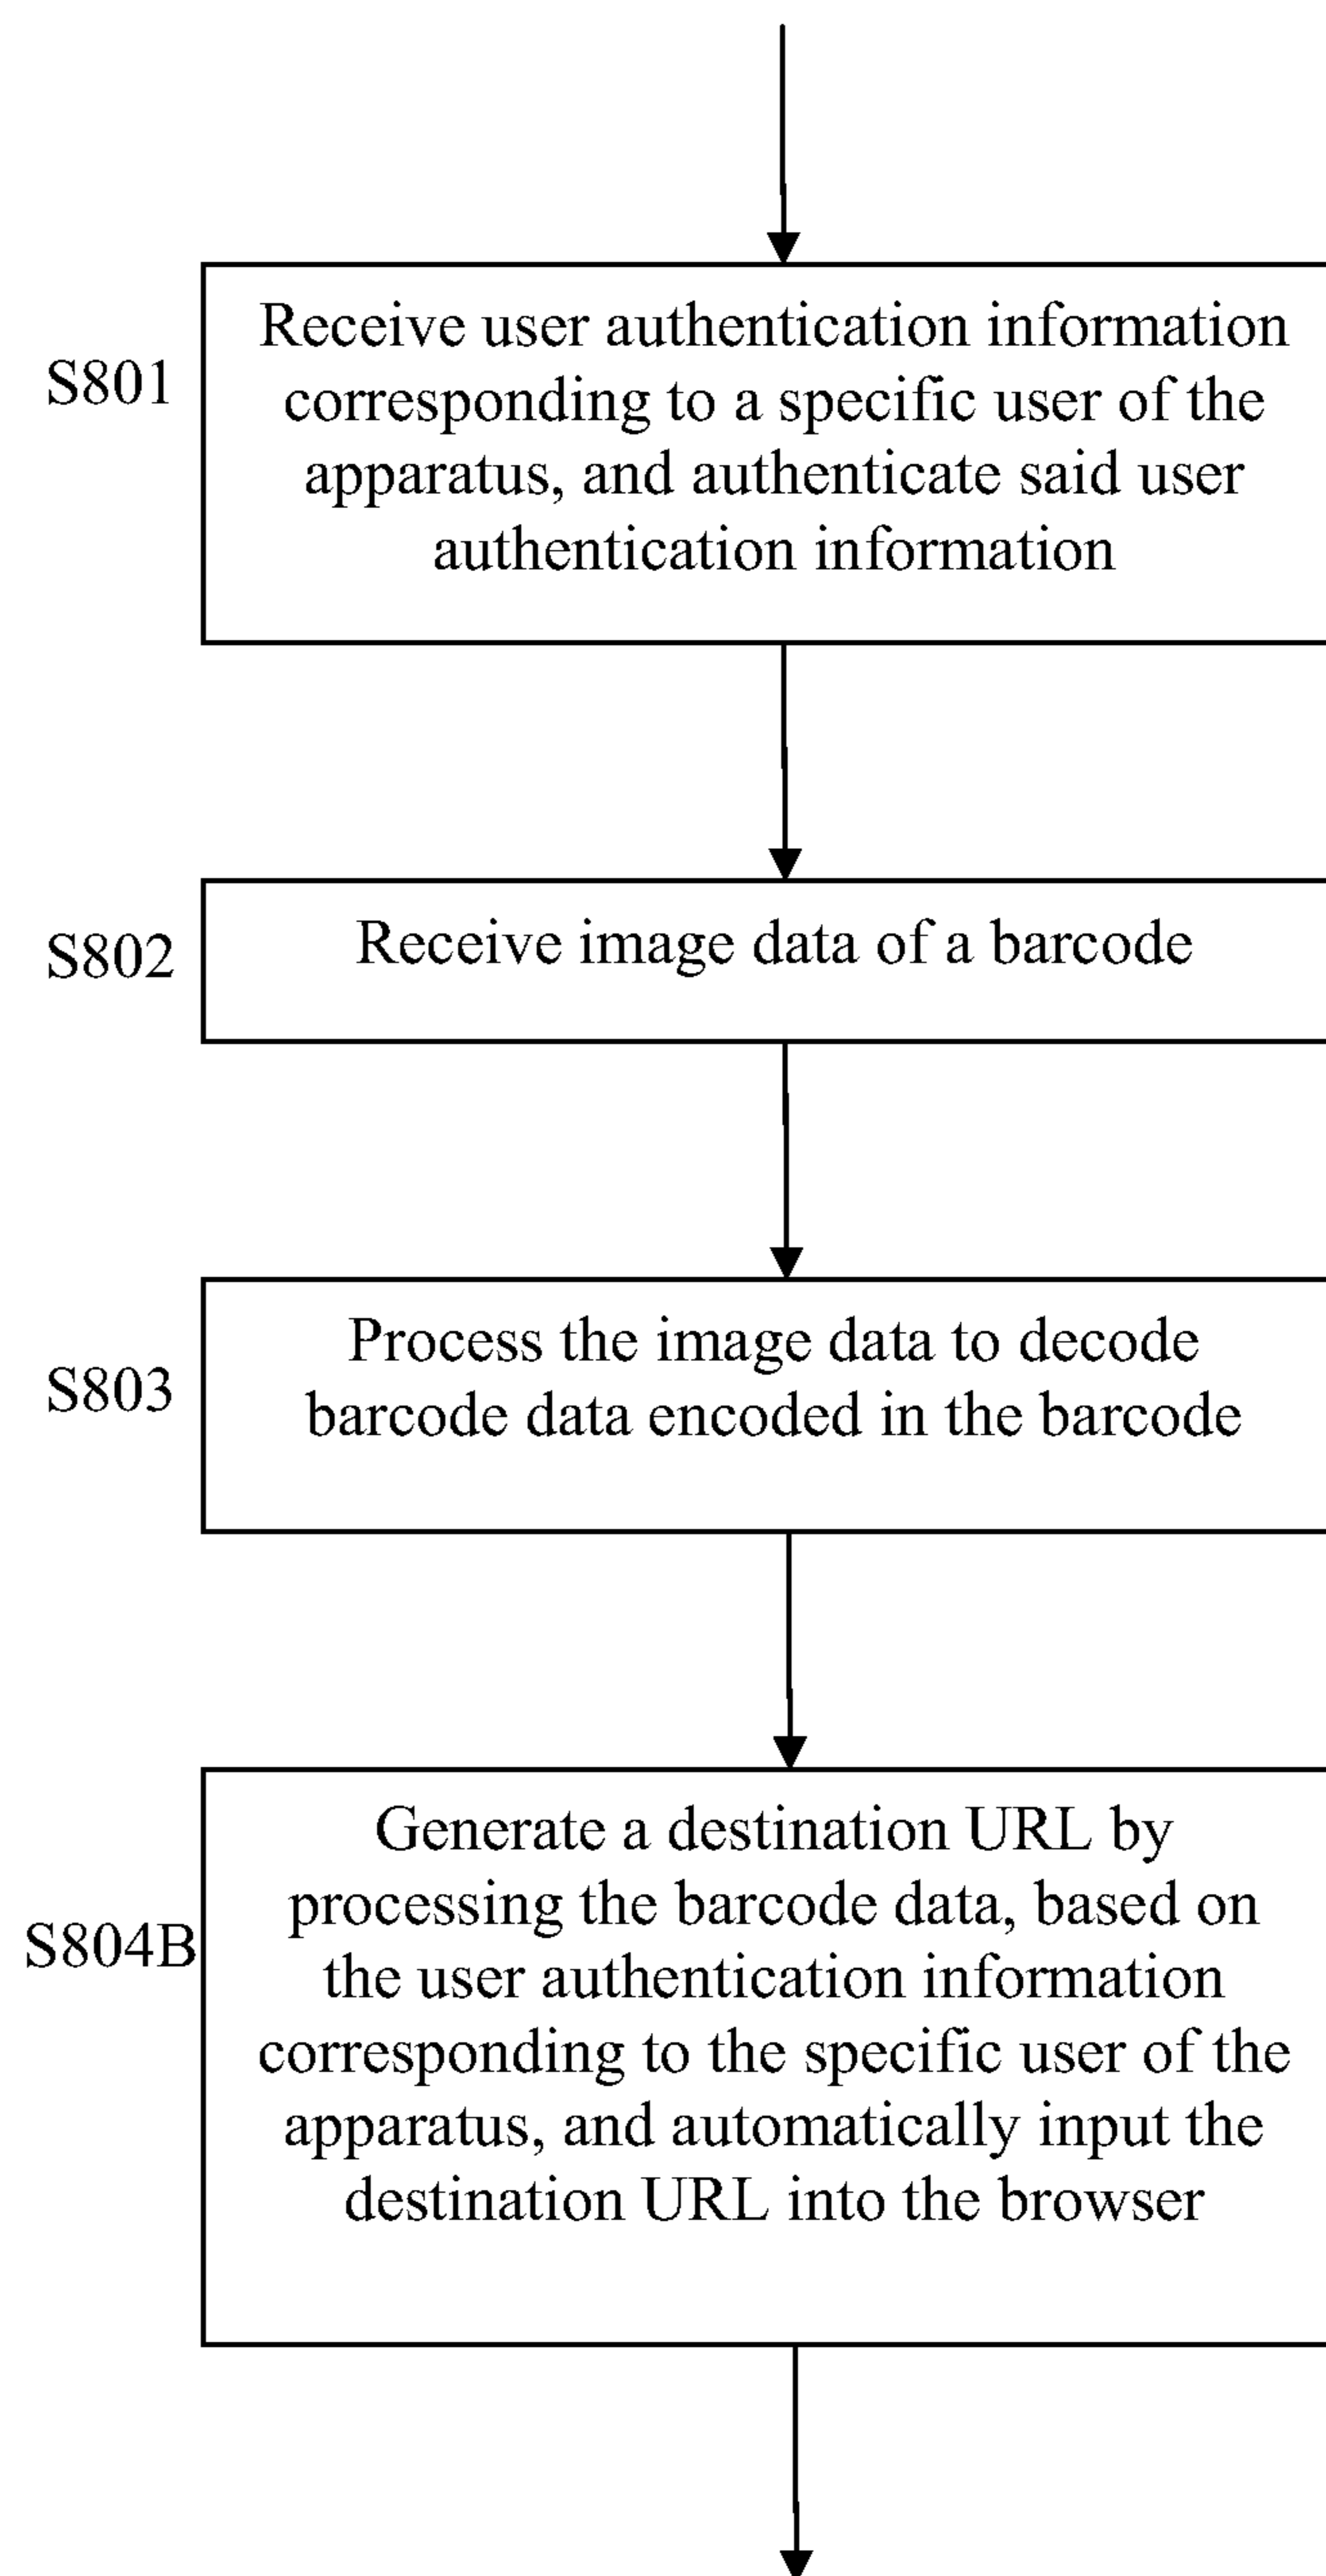 S801
Receive user authentication information
corresponding to a specific user of the
apparatus, and authenticate said user
authentication information
S802
Receive image data of a barcode
S803
Process the image data to decode
barcode data encoded in the barcode
S804B
Generate a destination URL by
processing the barcode data, based on
the user authentication information
corresponding to the specific user of the
apparatus, and automatically input the
destination URL into the browser